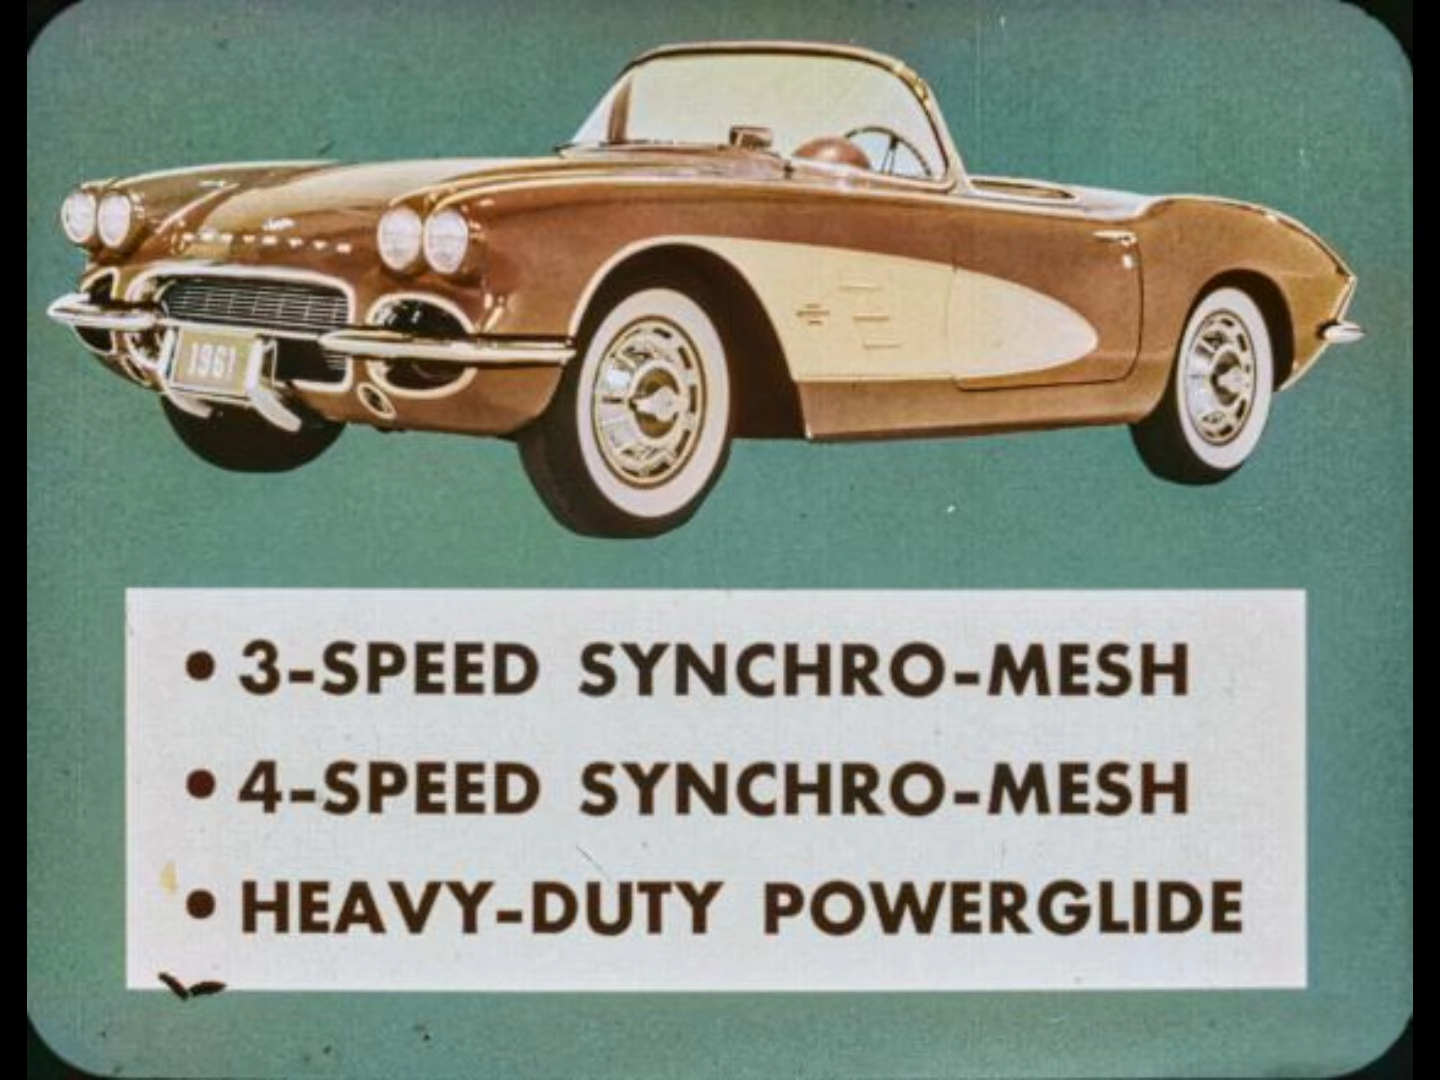 1961
• 3-SPEED SYNCHRO-MESH
• 4-SPEED SYNCHRO-MESH
• HEAVY-DUTY POWERGLIDE